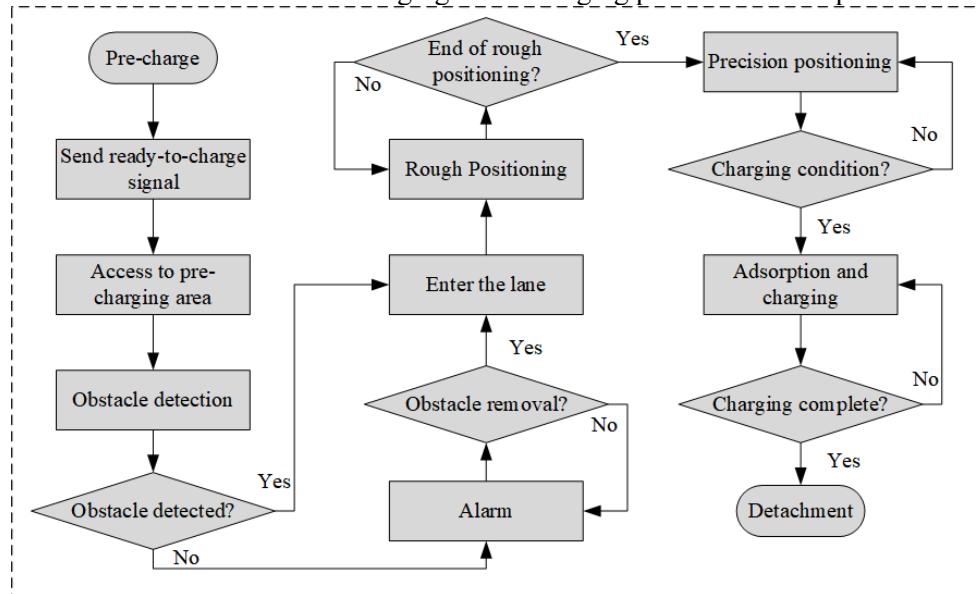 Pre-charge
Send ready-to-charge
signal
Access to pre-
charging area
Obstacle detection
Obstacle detected?
Yes
No
End of rough
positioning?
Yes
No
Rough Positioning
Enter the lane
Yes
Obstacle removal?
No
Alarm
Precision positioning
No
Charging condition?
Yes
Adsorption and
charging
No
Charging complete?
Yes
Detachment